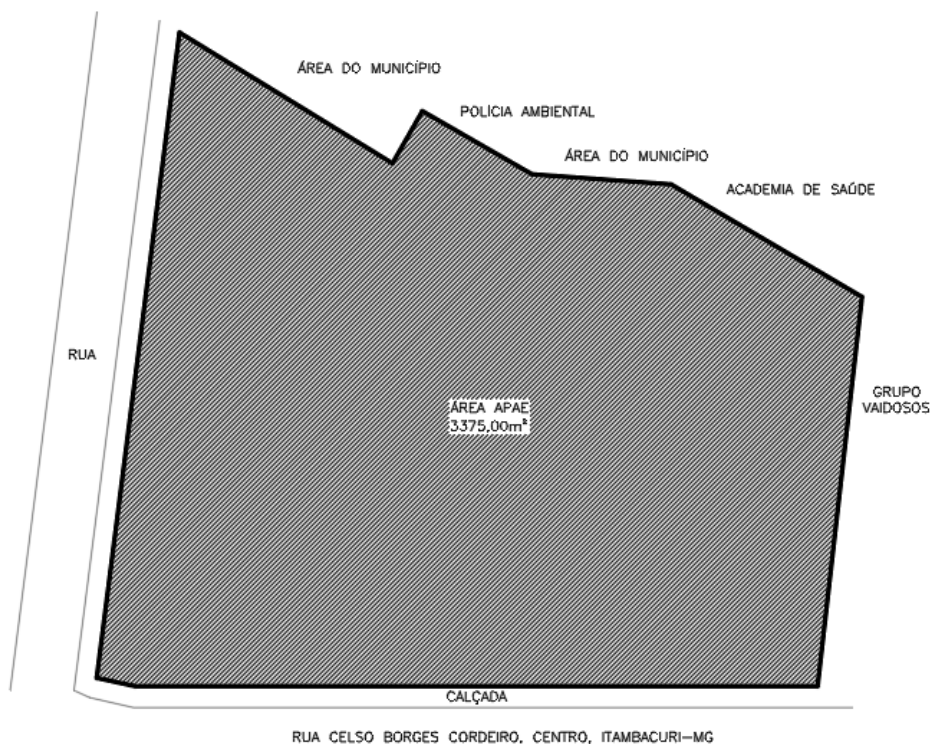 ÁREA DO MUNICÍPIO
POLÍCIA AMBIENTAL
ÁREA DO MUNICÍPIO
ACADEMIA DE SAÚDE
RUA
GRUPO
VAIDOSOS
ÁREA APAE
3375,00m²
CALÇADA
RUA CELSO BORGES CORDEIRO, CENTRO, ITAMBACURI-MG